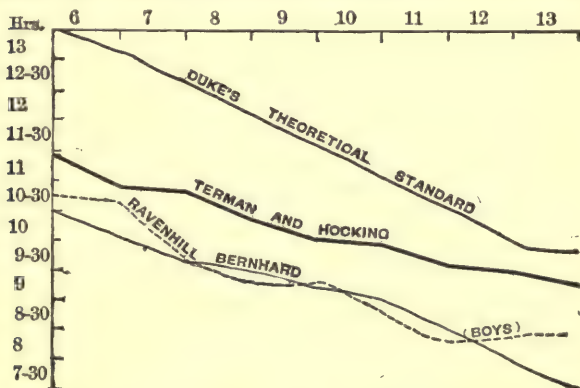 Hrs. 6 7 8 9 10 11 12 13
13
12-30
12
11-30
11
10-30
10
9-30
9
8-30
8
7-30
DUKE'S THEORETICAL STANDARD
TERMAN AND HOCKING
RAVENHILL
BERNHARD
(BOYS)